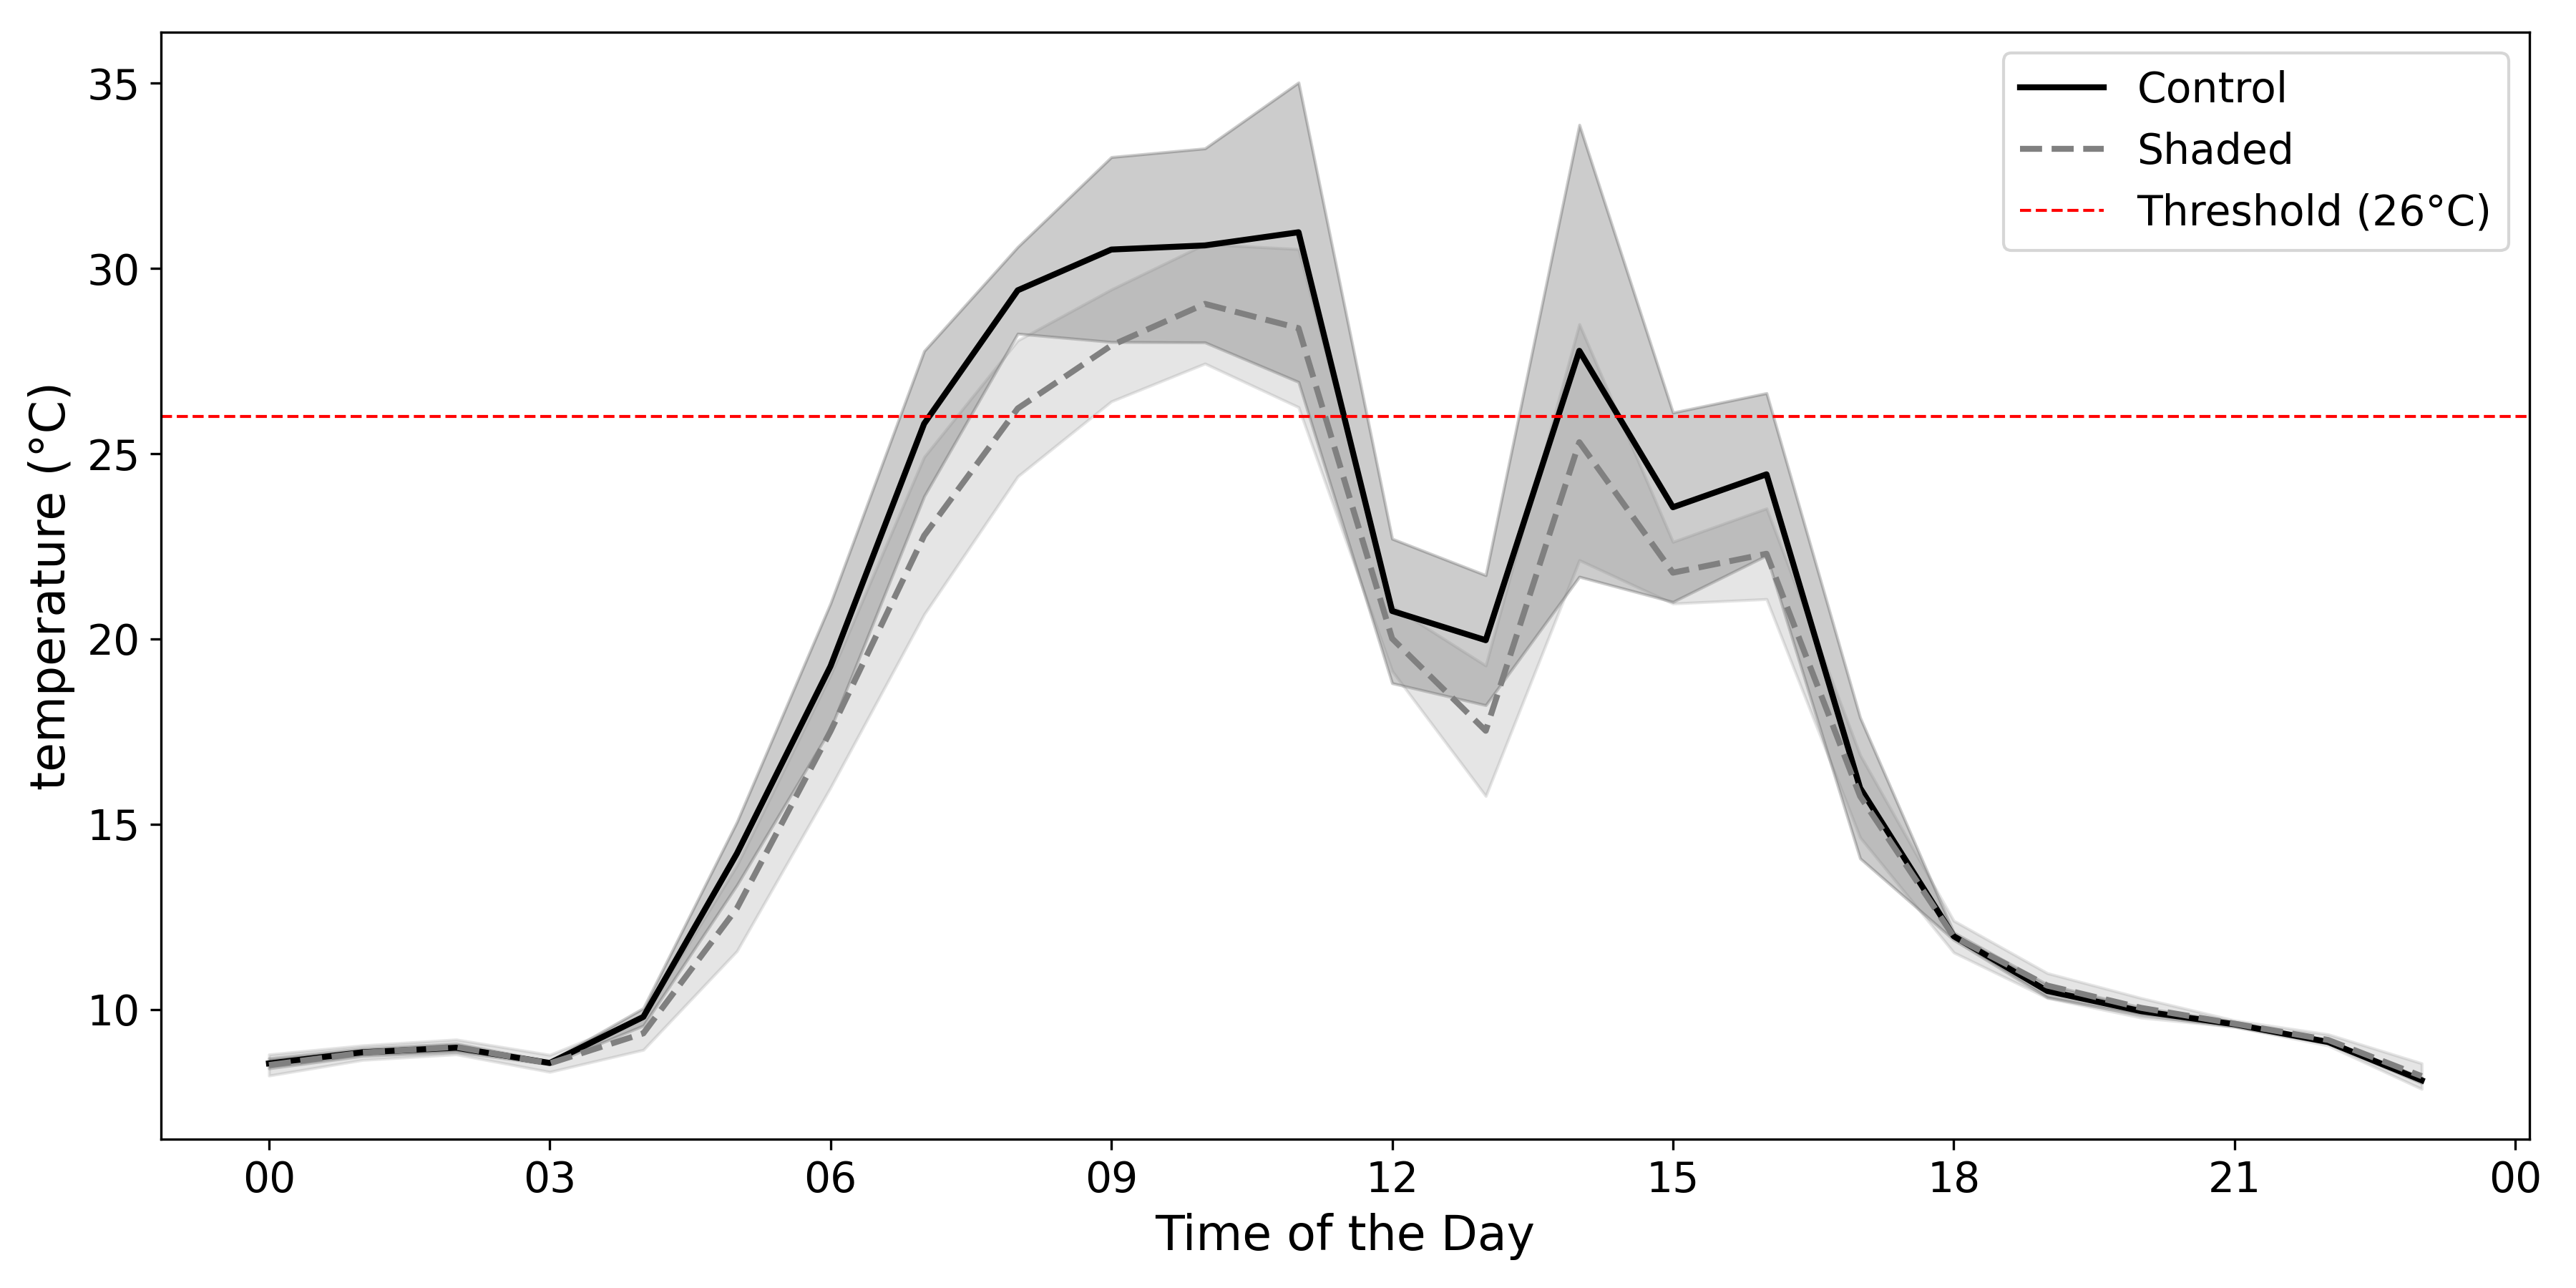 35
30
25
20
15
10
temperature (°C)
Control
Shaded
Threshold (26°C)
00 03 06 09 12 15 18 21 00
Time of the Day